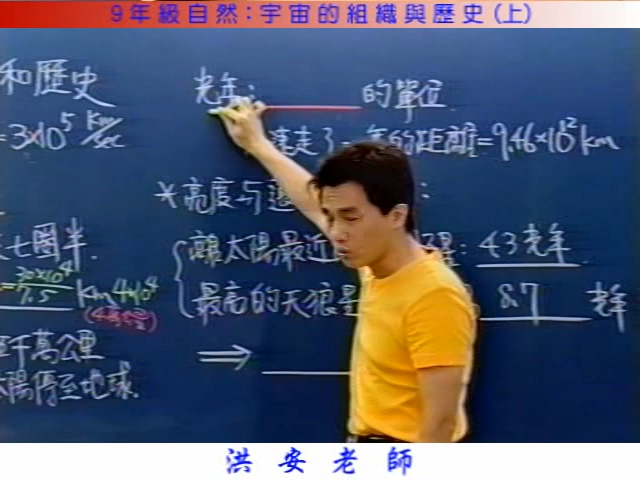 9年級自然：宇宙的組織與歷史(上)
和歷史
光年： 的單位
=3×10⁵ km/sec
速走了一年的距離=9.46×10¹²km
*亮度与
七圈半.
離太陽最近 星：4.3光年
=30×10⁴/7.5 Km 4×10⁴
最亮的天狼星 8.7 光年
千萬公里
⇒
太陽傳至地球.
洪安老師